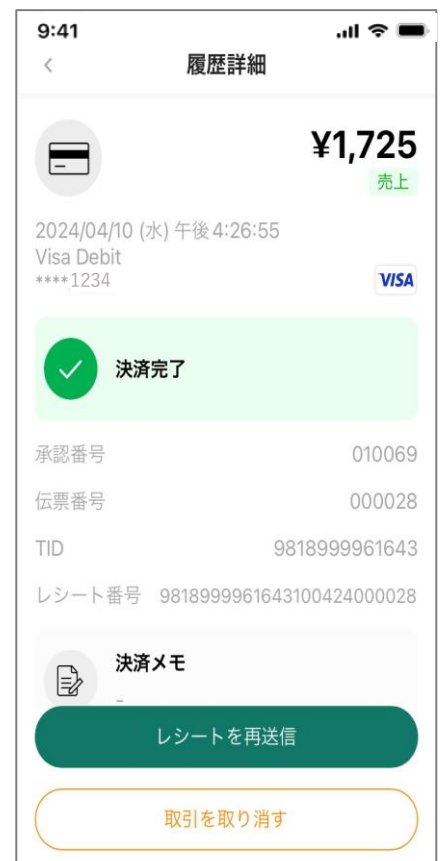 9:41
履歴詳細
¥1,725
売上
2024/04/10 (水) 午後4:26:55
Visa Debit
****1234
VISA
決済完了
承認番号 010069
伝票番号 000028
TID 9818999961643
レシート番号 9818999961643100424000028
決済メモ
-
レシートを再送信
取引を取り消す